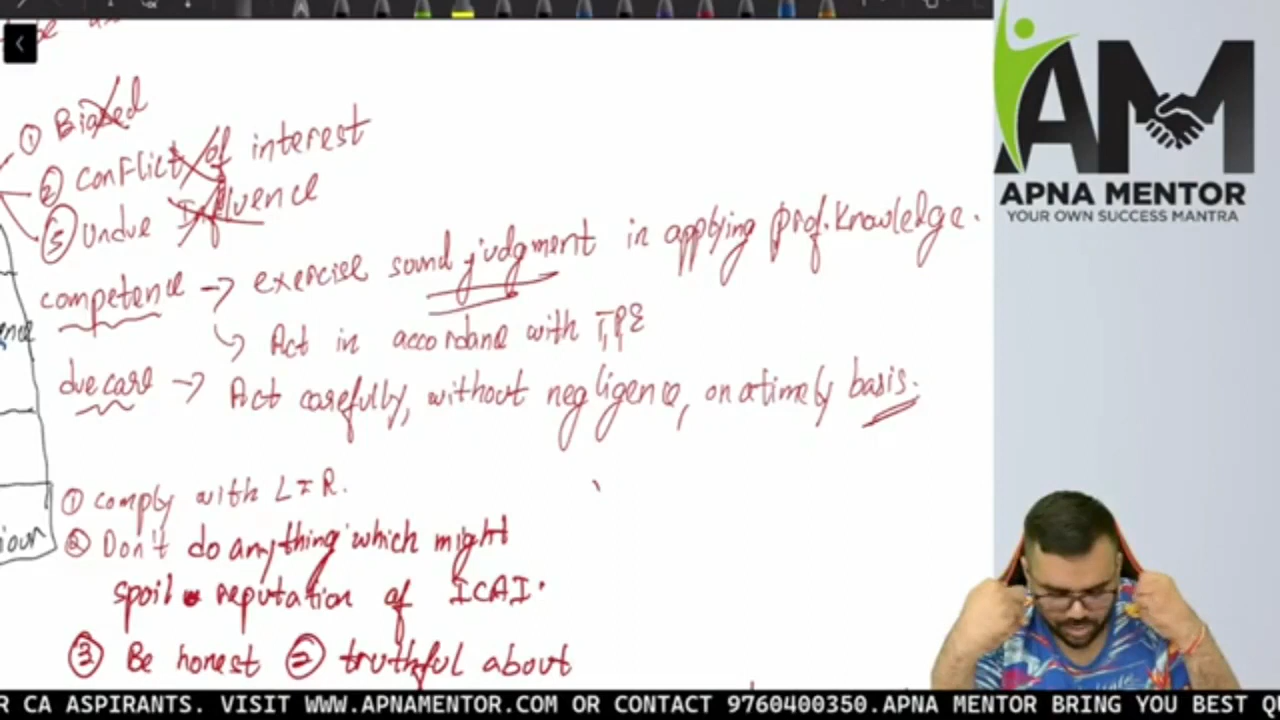 ① Biased
② Conflict of interest
③ Undue Influence
competence → exercise sound judgment in applying prof. knowledge.
↳ Act in accordance with T,P,E
due care → Act carefully, without negligence, on a timely basis.
① comply with L & R.
② Don't do anything which might
spoil reputation of ICAI.
③ Be honest & truthful about
AM
APNA MENTOR
YOUR OWN SUCCESS MANTRA
R CA ASPIRANTS. VISIT WWW.APNAMENTOR.COM OR CONTACT 9760400350.APNA MENTOR BRING YOU BEST Q